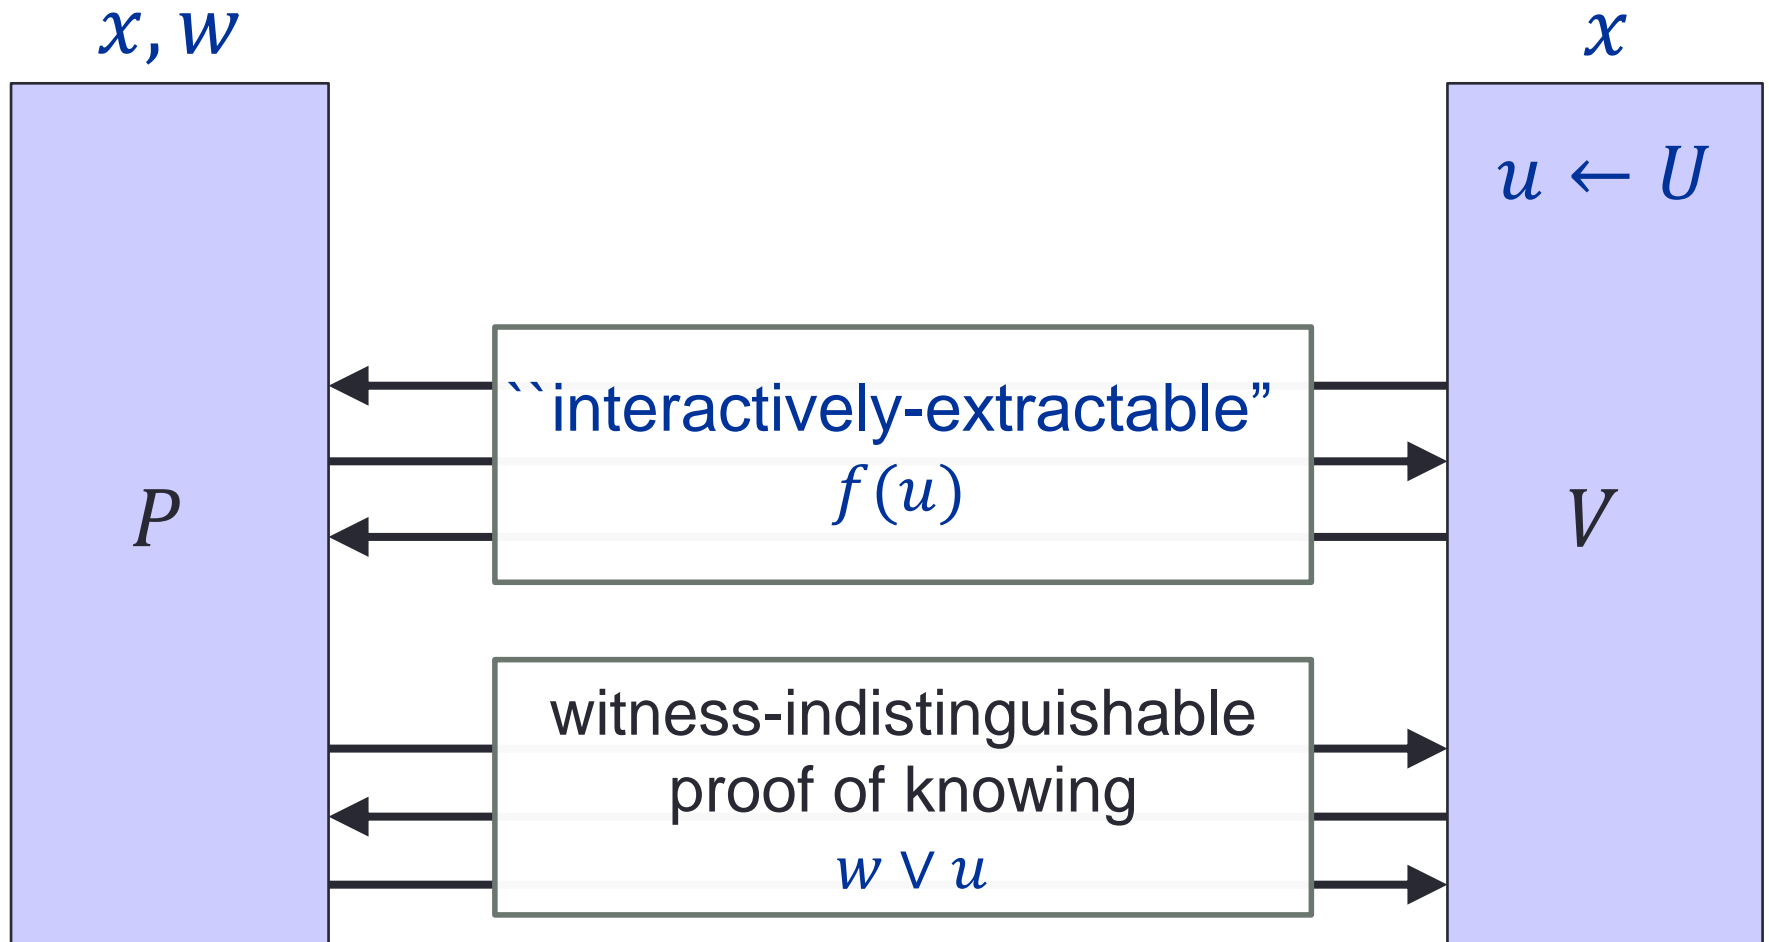 x, w
x
u ← U
``interactively-extractable”
f(u)
P
V
witness-indistinguishable
proof of knowing
w ∨ u